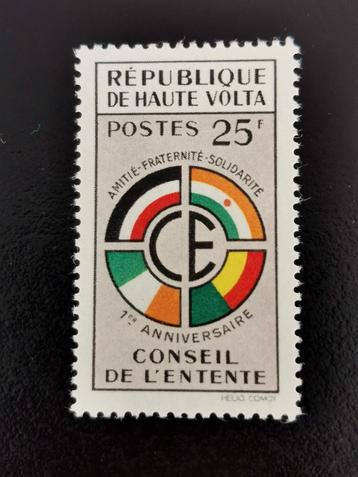 RÉPUBLIQUE
DE HAUTE VOLTA
POSTES 25F
AMITIÉ-FRATERNITÉ-SOLIDARITÉ
CE
1ER ANNIVERSAIRE
CONSEIL
DE L'ENTENTE
HELIO. COMOY